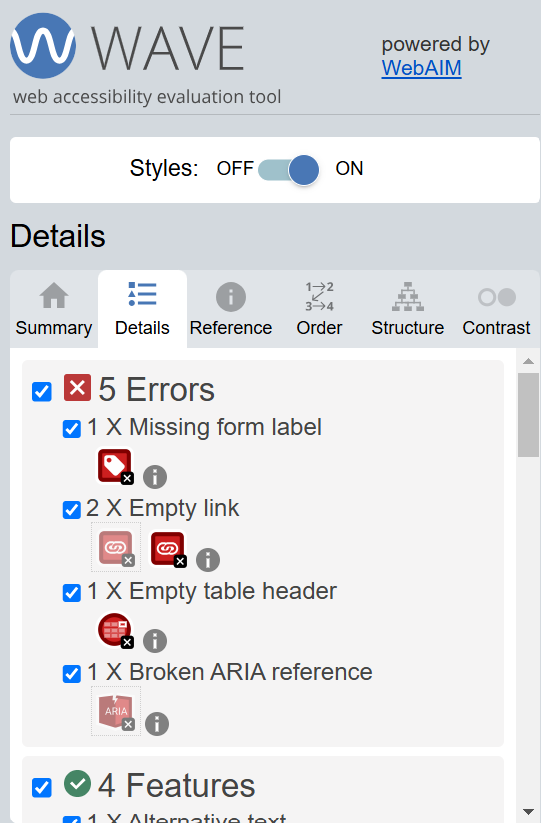 WAVE
powered by
WebAIM
web accessibility evaluation tool
Styles: OFF ON
Details
Summary Details Reference Order Structure Contrast
5 Errors
1 X Missing form label
2 X Empty link
1 X Empty table header
1 X Broken ARIA reference
ARIA
4 Features
1 X Alternative text